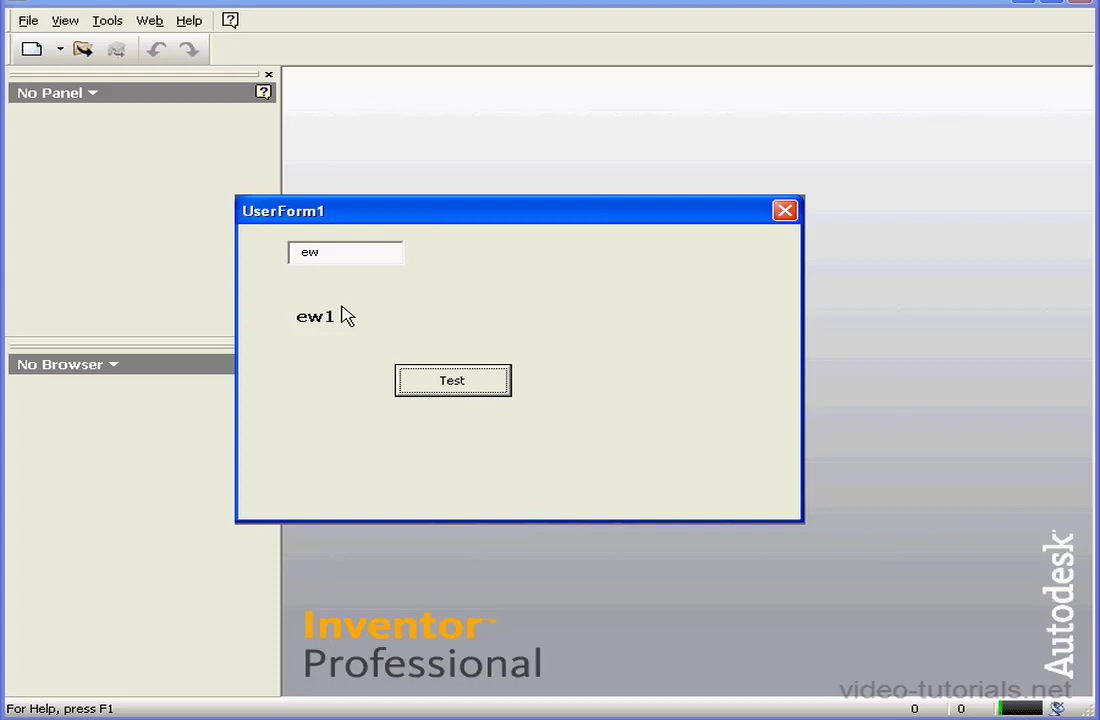 File View Tools Web Help
No Panel
UserForm1
ew
ew1
No Browser
Test
Inventor™
Professional
Autodesk
video-tutorials.net
For Help, press F1
0 0